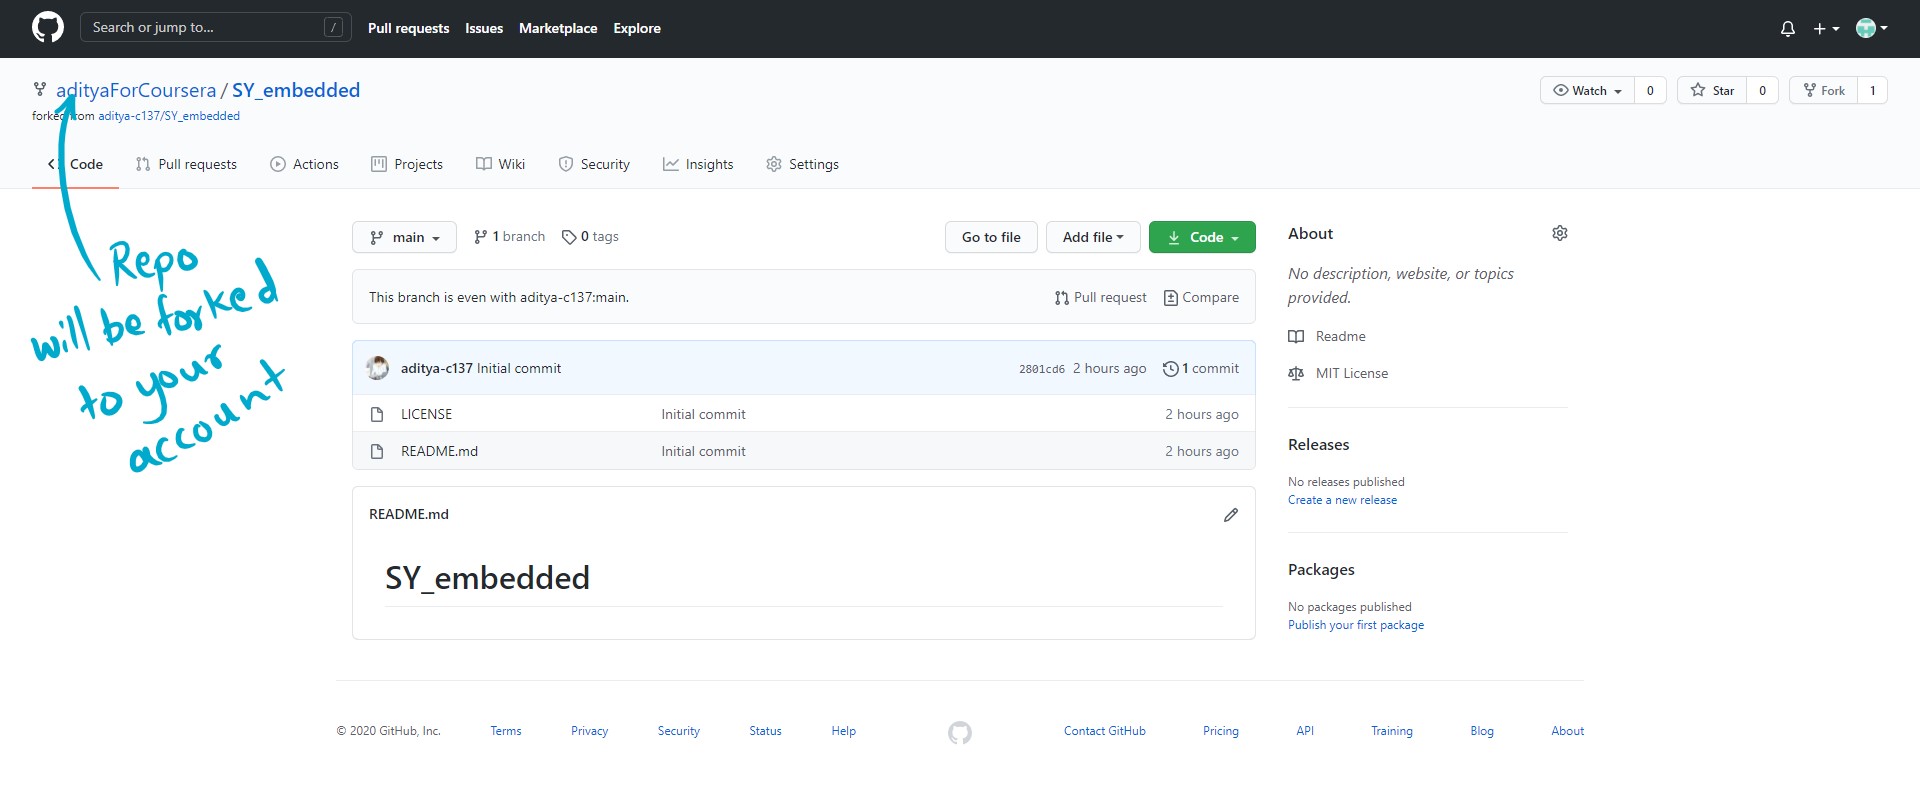 Search or jump to... /
Pull requests Issues Marketplace Explore
adityaForCoursera / SY_embedded
forked from aditya-c137/SY_embedded
Watch 0 Star 0 Fork 1
Code Pull requests Actions Projects Wiki Security Insights Settings
Repo
will be forked
to your
account
main 1 branch 0 tags
Go to file Add file Code
This branch is even with aditya-c137:main.
Pull request Compare
aditya-c137 Initial commit 2801cd6 2 hours ago 1 commit
LICENSE Initial commit 2 hours ago
README.md Initial commit 2 hours ago
README.md
SY_embedded
About
No description, website, or topics
provided.
Readme
MIT License
Releases
No releases published
Create a new release
Packages
No packages published
Publish your first package
© 2020 GitHub, Inc. Terms Privacy Security Status Help Contact GitHub Pricing API Training Blog About